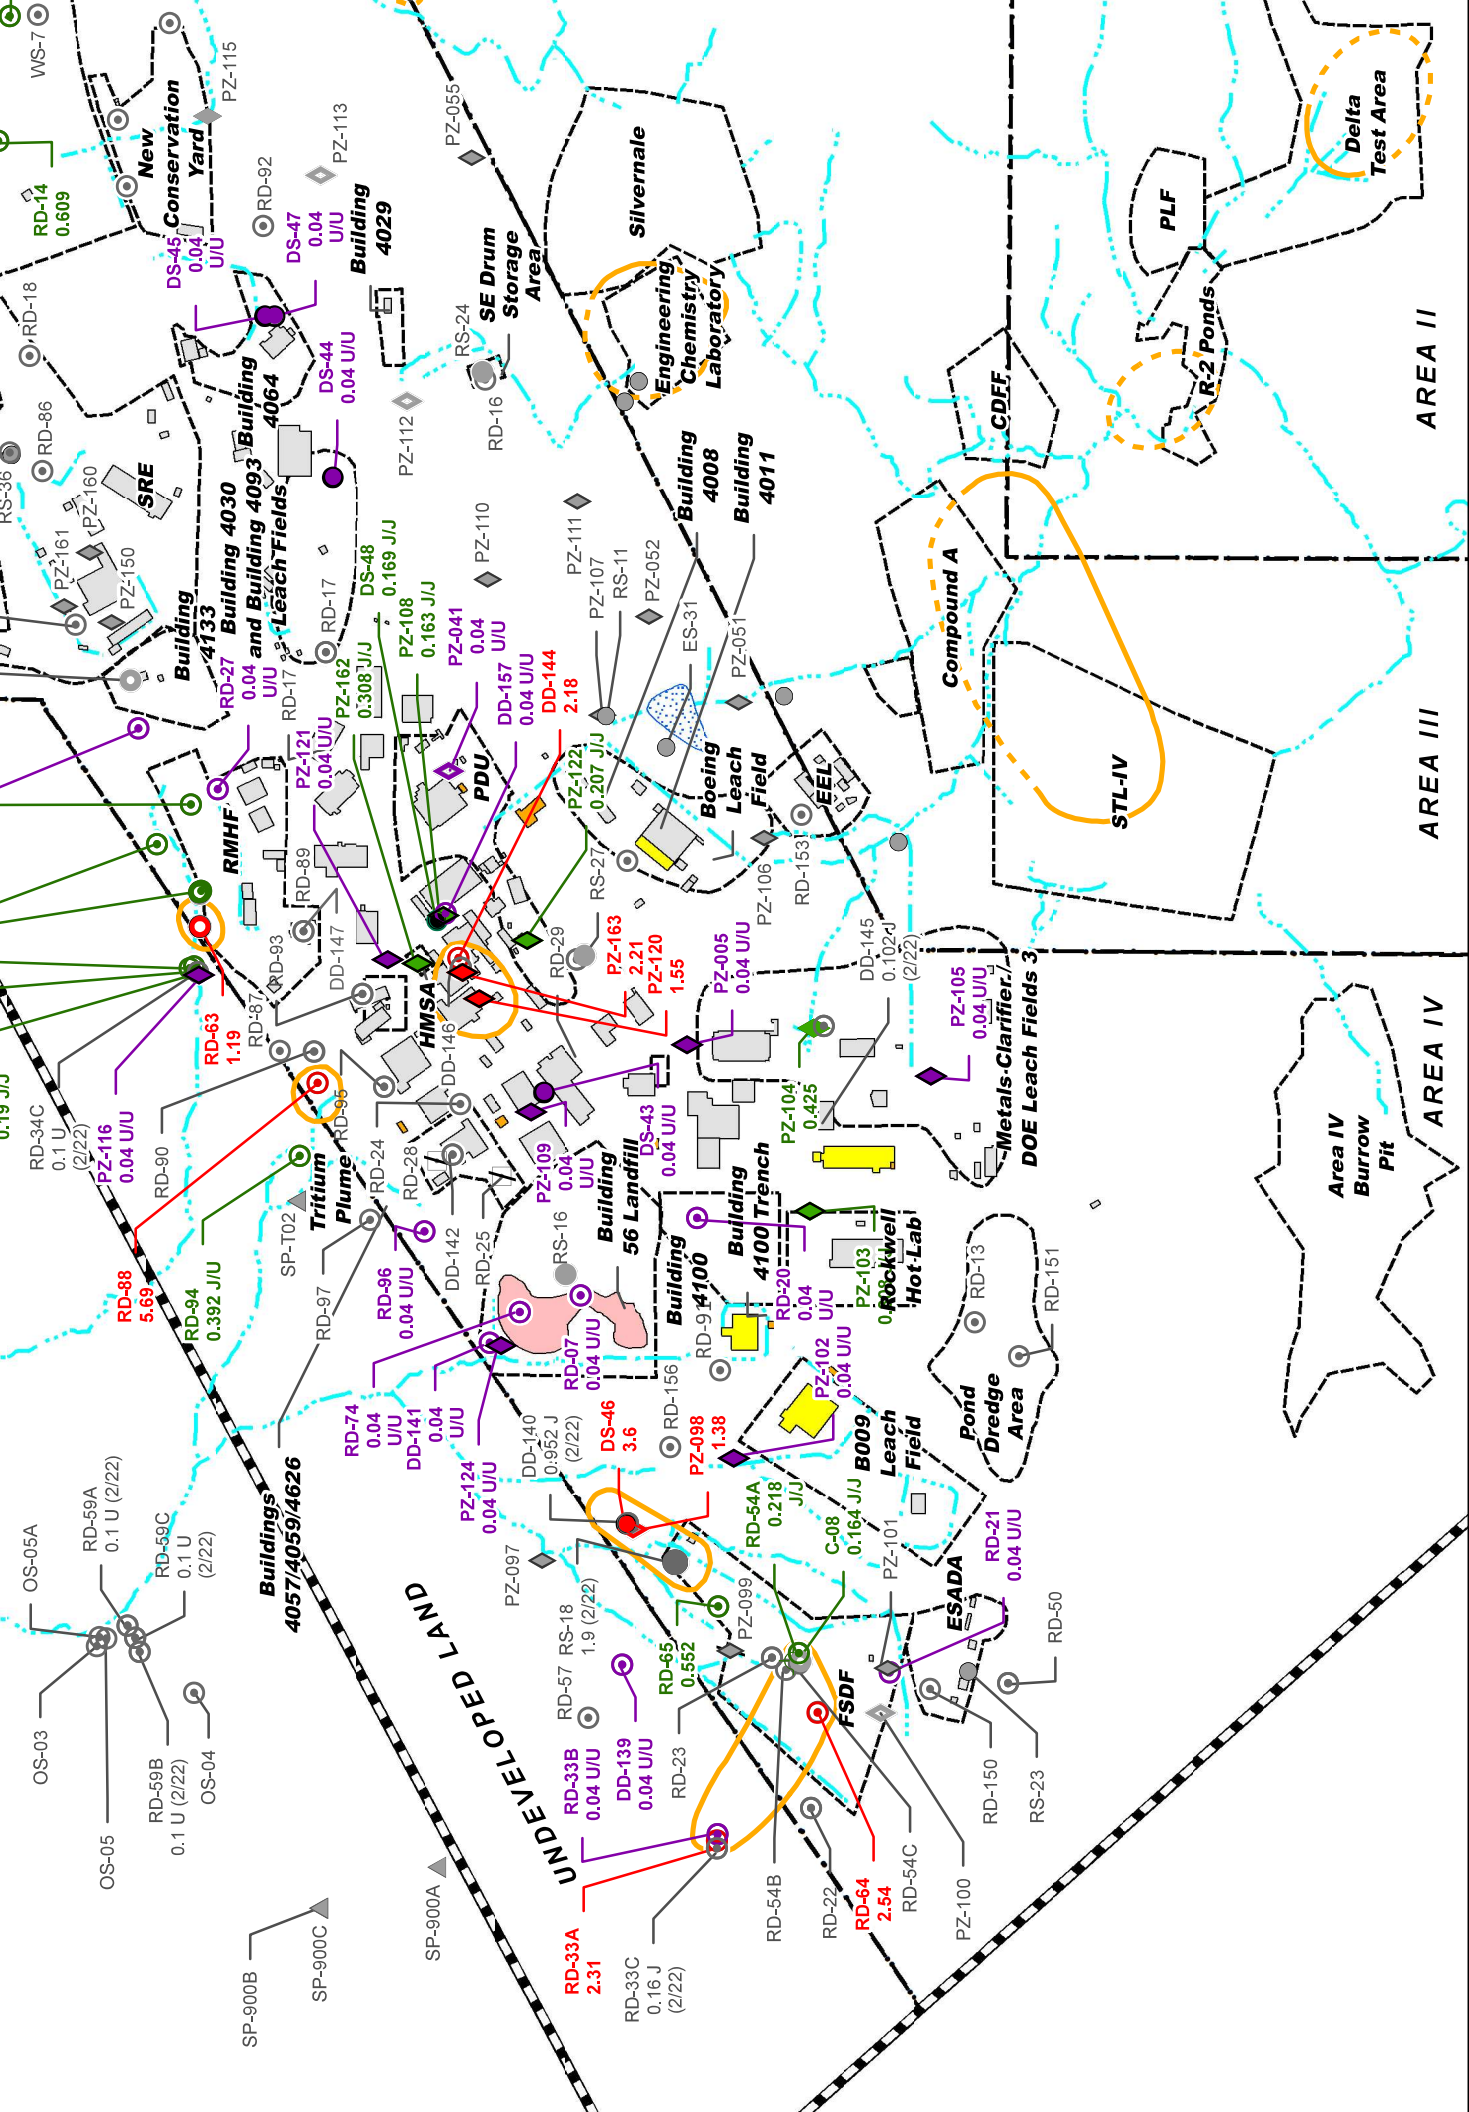 WS-7
RD-14
0.609
New
Conservation
Yard
PZ-115
DS-45
0.04
U/U
RD-92
DS-47
0.04
U/U
PZ-113
Building
4029
PZ-055
RD-18
SE Drum
Storage
Area
RS-24
RD-16
Silvernale
Engineering
Chemistry
Laboratory
Delta
Test Area
PLF
R-2 Ponds
AREA II
CDFF
RS-36
RD-86
SRE
PZ-160
PZ-161
PZ-150
Building
4064
DS-44
0.04 U/U
PZ-112
Building 4030
and Building 4093
Leach Fields
Building
4133
RD-17
DS-48
0.169 J/J
PZ-108
0.163 J/J
PZ-110
PZ-111
PZ-107
RS-11
PZ-052
Building
4008
Building
4011
ES-31
PZ-051
Compound A
RD-27
0.04
U/U
RD-17
PZ-121
0.04 U/U
PZ-162
0.308 J/J
PZ-041
0.04
U/U
DD-157
0.04 U/U
DD-144
2.18
PDU
PZ-122
0.207 J/J
Boeing
Leach
Field
EEL
STL-IV
AREA III
RMHF
RD-89
RS-27
PZ-106
RD-153
RD-93
DD-147
HMSA
RD-29
PZ-163
2.21
PZ-120
1.55
PZ-005
0.04 U/U
DD-145
0.102 J
(2/22)
PZ-105
0.04 U/U
Metals Clarifier /
DOE Leach Fields 3
AREA IV
0.19 J/J
RD-34C
0.1 U
(2/22)
PZ-116
0.04 U/U
RD-90
RD-63
1.19
RD-87
RD-95
DD-146
RD-24
RD-28
PZ-109
0.04
U/U
DS-43
0.04 U/U
PZ-104
0.425
Area IV
Burrow
Pit
RD-88
5.69
RD-94
0.392 J/U
SP-T02
Tritium
Plume
RD-97
RD-96
0.04 U/U
DD-142
RD-25
RS-16
Building
56 Landfill
Building
4100
Building
4100 Trench
RD-91
RD-20
0.04
U/U
PZ-103
Rockwell
Hot Lab
RD-13
RD-151
RD-74
0.04
U/U
DD-141
0.04
U/U
PZ-124
0.04 U/U
RD-07
0.04 U/U
DD-140
0.952 J
(2/22)
DS-46
3.6
RD-156
PZ-098
1.38
PZ-102
0.04 U/U
B009
Leach
Field
Pond
Dredge
Area
Buildings
4057/4059/4626
OS-05A
RD-59A
0.1 U (2/22)
RD-59C
0.1 U
(2/22)
PZ-097
RS-18
1.9 (2/22)
RD-54A
0.218
J/J
C-08
0.164 J/J
PZ-101
RD-21
0.04 U/U
ESADA
RD-50
UNDEVELOPED LAND
RD-57
PZ-099
RD-65
0.552
OS-03
OS-05
RD-59B
0.1 U (2/22)
OS-04
RD-33B
0.04 U/U
DD-139
0.04 U/U
RD-23
FSDF
RD-150
RS-23
SP-900B
SP-900C
SP-900A
RD-33A
2.31
RD-33C
0.16 J
(2/22)
RD-54B
RD-22
RD-64
2.54
RD-54C
PZ-100